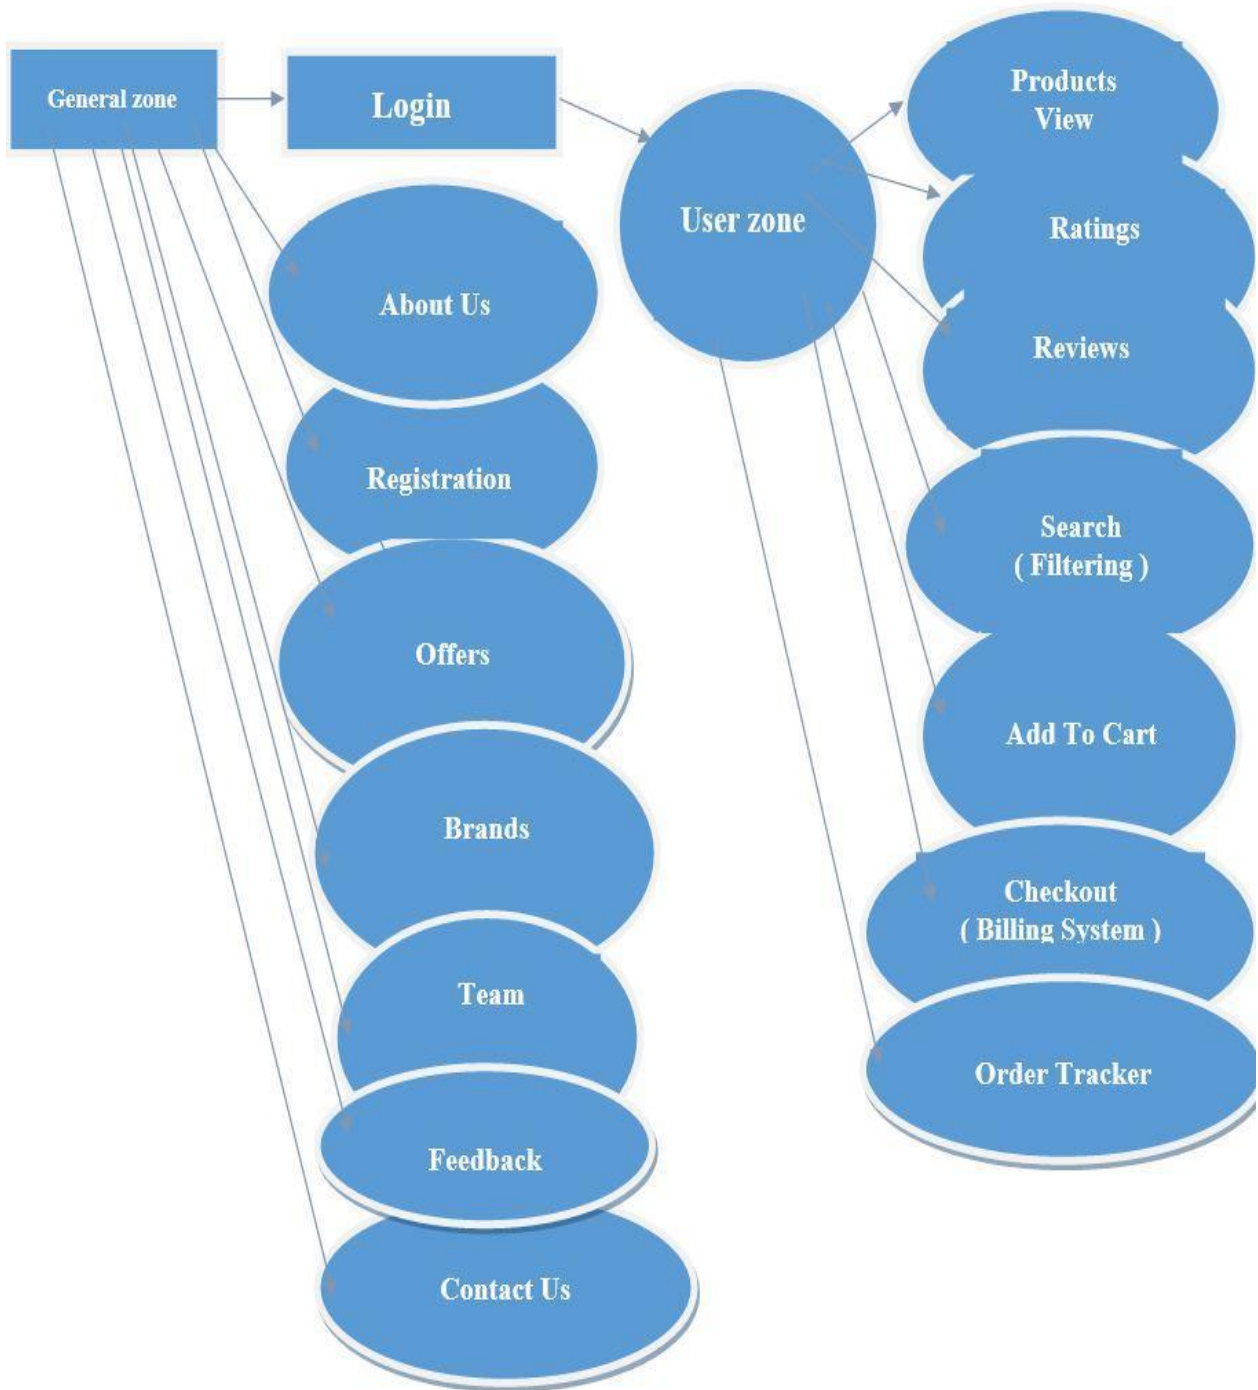 General zone
Login
User zone
About Us
Registration
Offers
Brands
Team
Feedback
Contact Us
Products
View
Ratings
Reviews
Search
( Filtering )
Add To Cart
Checkout
( Billing System )
Order Tracker